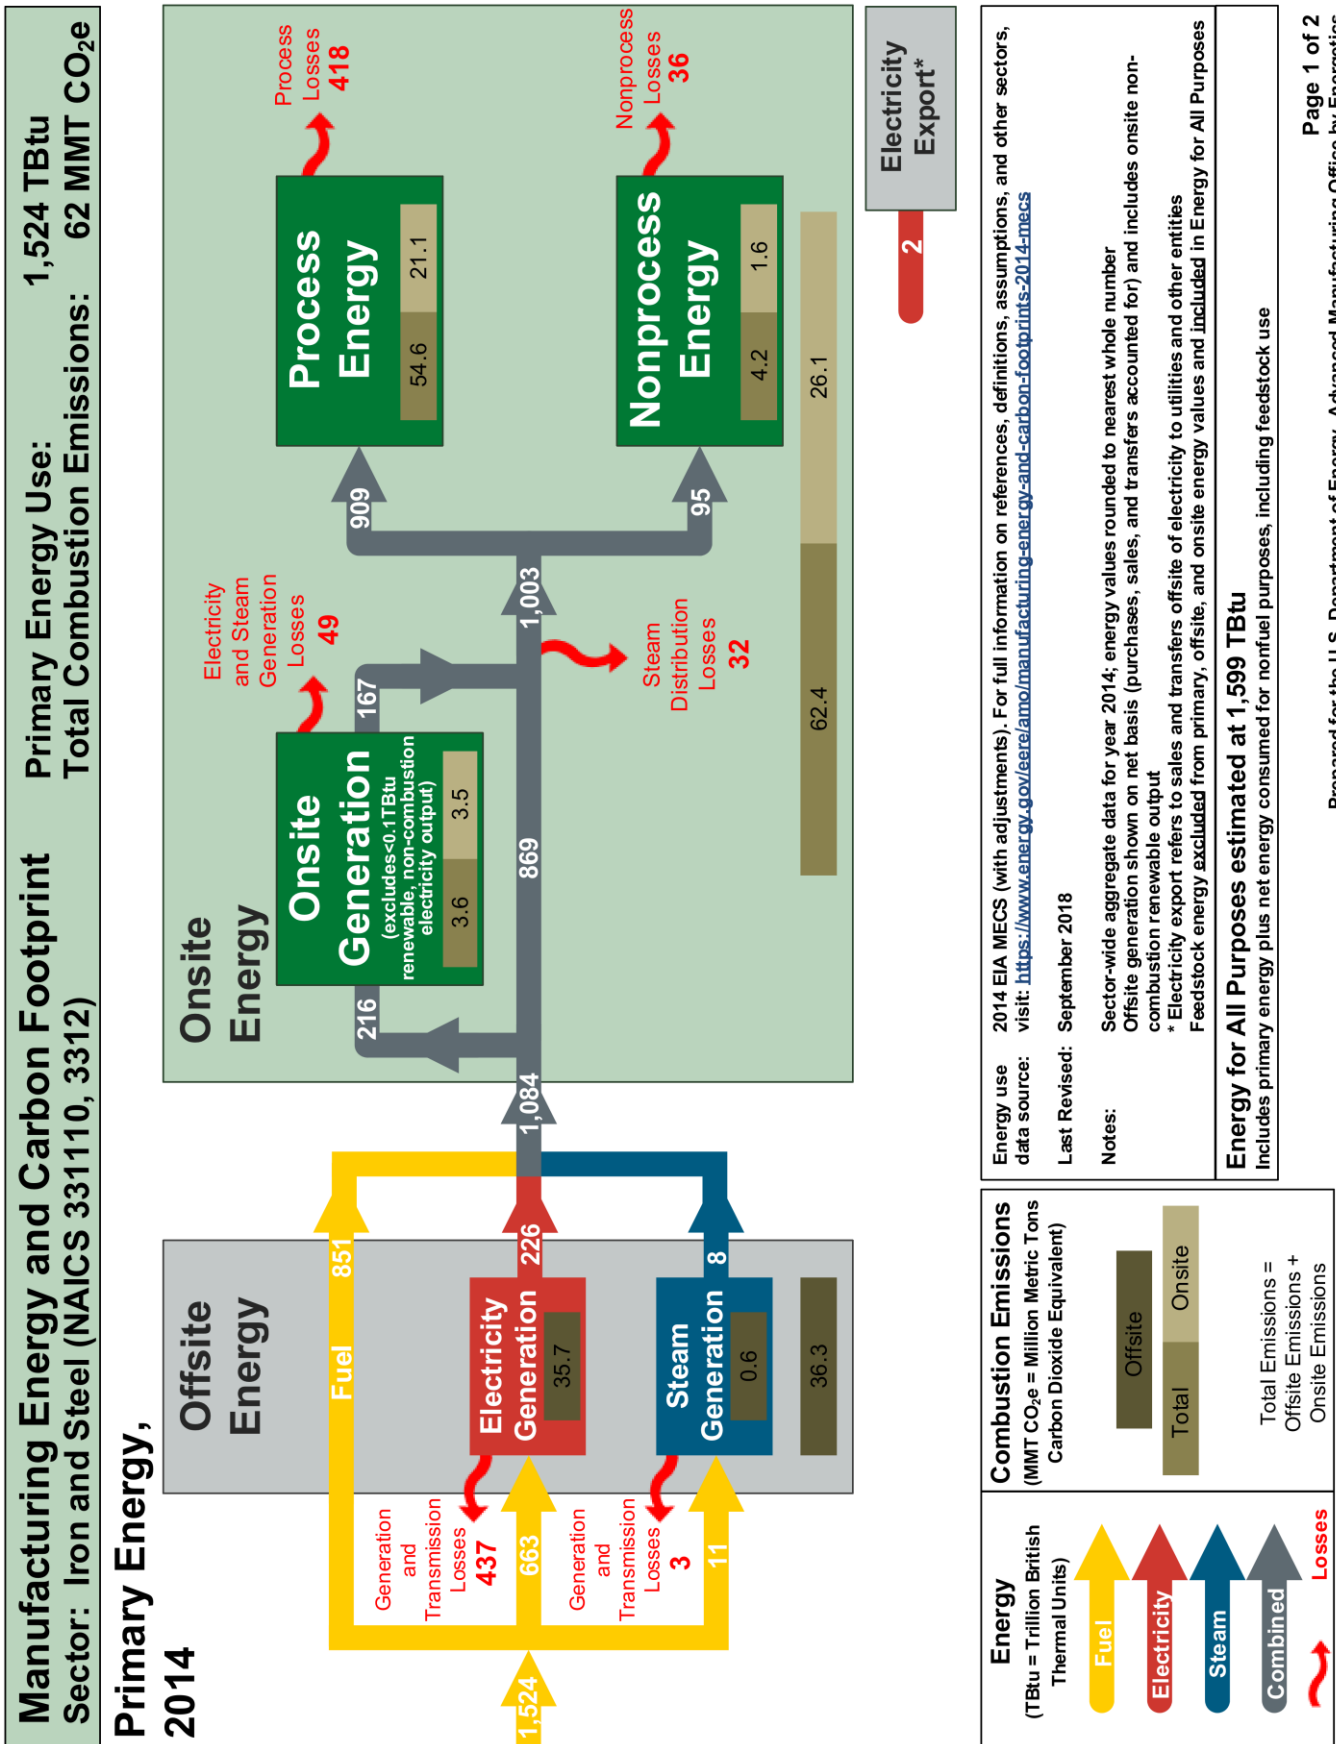 Manufacturing Energy and Carbon Footprint
Sector: Iron and Steel (NAICS 331110, 3312)
Primary Energy Use: 1,524 TBtu
Total Combustion Emissions: 62 MMT CO₂e
Primary Energy,
2014
Offsite
Energy
Onsite
Energy
1,524
Fuel 851
Generation
and
Transmission
Losses
437
663
Electricity
Generation
35.7
226
Generation
and
Transmission
Losses
3
11
Steam
Generation
0.6
8
36.3
1,084
216
Onsite
Generation
(excludes<0.1TBtu
renewable, non-combustion
electricity output)
3.6 3.5
Electricity
and Steam
Generation
Losses
49
167
869
1,003
Steam
Distribution
Losses
32
909
Process
Energy
54.6 21.1
Process
Losses
418
95
Nonprocess
Energy
4.2 1.6
Nonprocess
Losses
36
62.4 26.1
2
Electricity
Export*
Energy
(TBtu = Trillion British
Thermal Units)
Fuel
Electricity
Steam
Combined
Losses
Combustion Emissions
(MMT CO₂e = Million Metric Tons
Carbon Dioxide Equivalent)
Offsite
Total Onsite
Total Emissions =
Offsite Emissions +
Onsite Emissions
Energy use 2014 EIA MECS (with adjustments). For full information on references, definitions, assumptions, and other sectors,
data source: visit: https://www.energy.gov/eere/amo/manufacturing-energy-and-carbon-footprints-2014-mecs
Last Revised: September 2018
Notes: Sector-wide aggregate data for year 2014; energy values rounded to nearest whole number
Offsite generation shown on net basis (purchases, sales, and transfers accounted for) and includes onsite non-
combustion renewable output
* Electricity export refers to sales and transfers offsite of electricity to utilities and other entities
Feedstock energy excluded from primary, offsite, and onsite energy values and included in Energy for All Purposes
Energy for All Purposes estimated at 1,599 TBtu
Includes primary energy plus net energy consumed for nonfuel purposes, including feedstock use
Page 1 of 2
Prepared for the U.S. Department of Energy, Advanced Manufacturing Office by Energetics